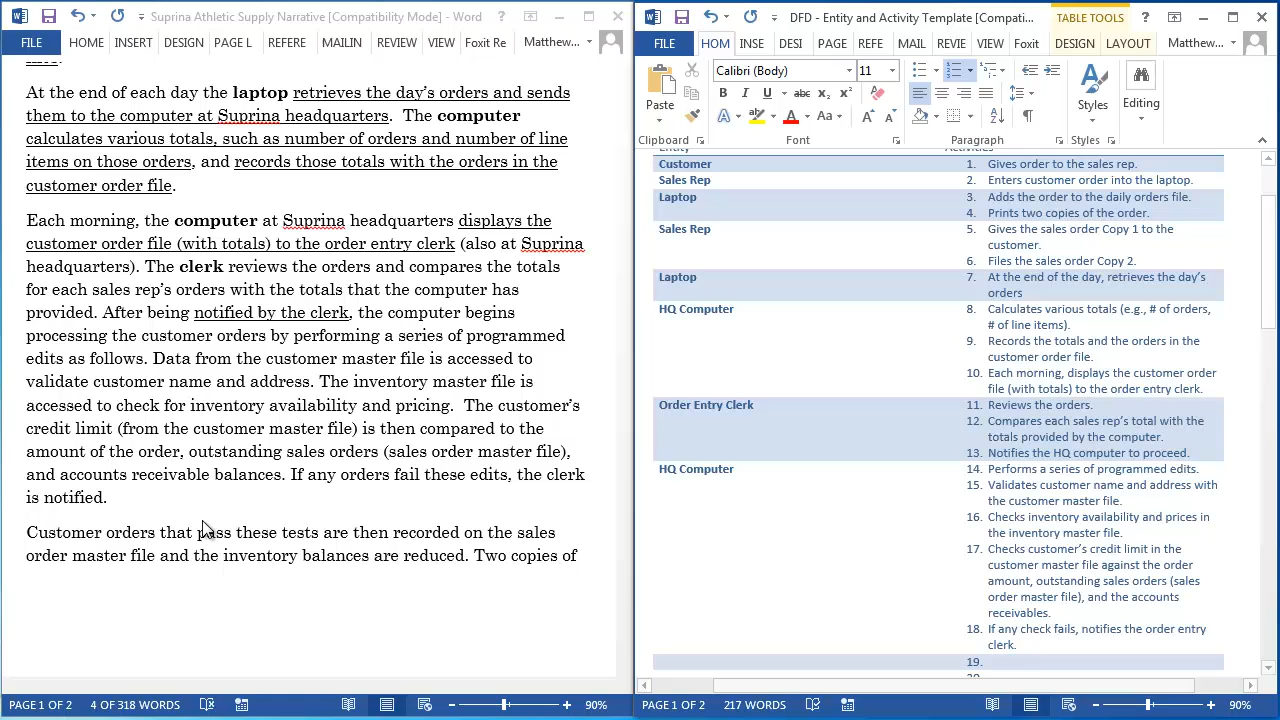 Suprina Athletic Supply Narrative [Compatibility Mode] - Word
FILE HOME INSERT DESIGN PAGE L REFERE MAILIN REVIEW VIEW Foxit Re Matthew...
At the end of each day the laptop retrieves the day's orders and sends
them to the computer at Suprina headquarters. The computer
calculates various totals, such as number of orders and number of line
items on those orders, and records those totals with the orders in the
customer order file.
Each morning, the computer at Suprina headquarters displays the
customer order file (with totals) to the order entry clerk (also at Suprina
headquarters). The clerk reviews the orders and compares the totals
for each sales rep's orders with the totals that the computer has
provided. After being notified by the clerk, the computer begins
processing the customer orders by performing a series of programmed
edits as follows. Data from the customer master file is accessed to
validate customer name and address. The inventory master file is
accessed to check for inventory availability and pricing. The customer's
credit limit (from the customer master file) is then compared to the
amount of the order, outstanding sales orders (sales order master file),
and accounts receivable balances. If any orders fail these edits, the clerk
is notified.
Customer orders that pass these tests are then recorded on the sales
order master file and the inventory balances are reduced. Two copies of
PAGE 1 OF 2 4 OF 318 WORDS 90%
DFD - Entity and Activity Template [Compati... TABLE TOOLS
FILE HOM INSE DESI PAGE REFE MAIL REVIE VIEW Foxit DESIGN LAYOUT Matthew...
Calibri (Body) 11
B I U abc x₂ x²
Paste Styles Editing
A A Aa A A
Clipboard Font Paragraph Styles
Entity Activities
Customer 1. Gives order to the sales rep.
Sales Rep 2. Enters customer order into the laptop.
Laptop 3. Adds the order to the daily orders file.
4. Prints two copies of the order.
Sales Rep 5. Gives the sales order Copy 1 to the
customer.
6. Files the sales order Copy 2.
Laptop 7. At the end of the day, retrieves the day's
orders
HQ Computer 8. Calculates various totals (e.g., # of orders,
# of line items).
9. Records the totals and the orders in the
customer order file.
10. Each morning, displays the customer order
file (with totals) to the order entry clerk.
Order Entry Clerk 11. Reviews the orders.
12. Compares each sales rep's total with the
totals provided by the computer.
13. Notifies the HQ computer to proceed.
HQ Computer 14. Performs a series of programmed edits.
15. Validates customer name and address with
the customer master file.
16. Checks inventory availability and prices in
the inventory master file.
17. Checks customer's credit limit in the
customer master file against the order
amount, outstanding sales orders (sales
order master file), and the accounts
receivables.
18. If any check fails, notifies the order entry
clerk.
19.
PAGE 1 OF 2 217 WORDS 90%